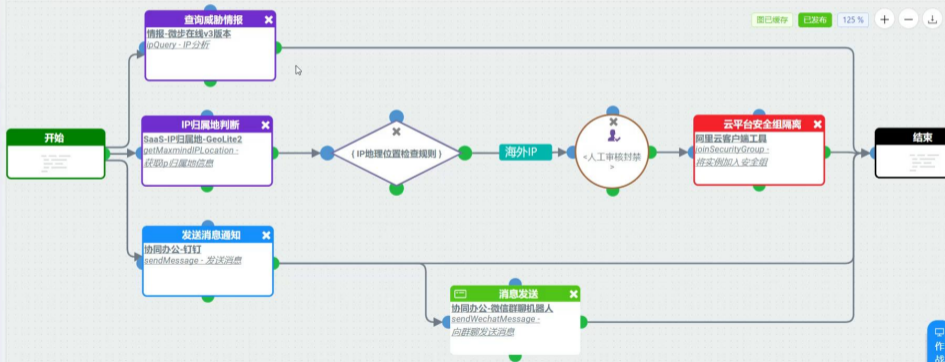 查询威胁情报
情报-微步在线v3版本
ipQuery - IP分析
图已缓存
已发布
125 %
开始
IP归属地判断
SaaS-IP归属地-GeoLite2
getMaxmindIPLocation -
获取ip归属地信息
( IP地理位置检查规则 )
海外IP
<人工审核封禁
>
云平台安全组隔离
阿里云客户端工具
joinSecurityGroup -
将实例加入安全组
结束
发送消息通知
协同办公-钉钉
sendMessage - 发送消息
消息发送
协同办公-微信群聊机器人
sendWechatMessage -
向群聊发送消息
作